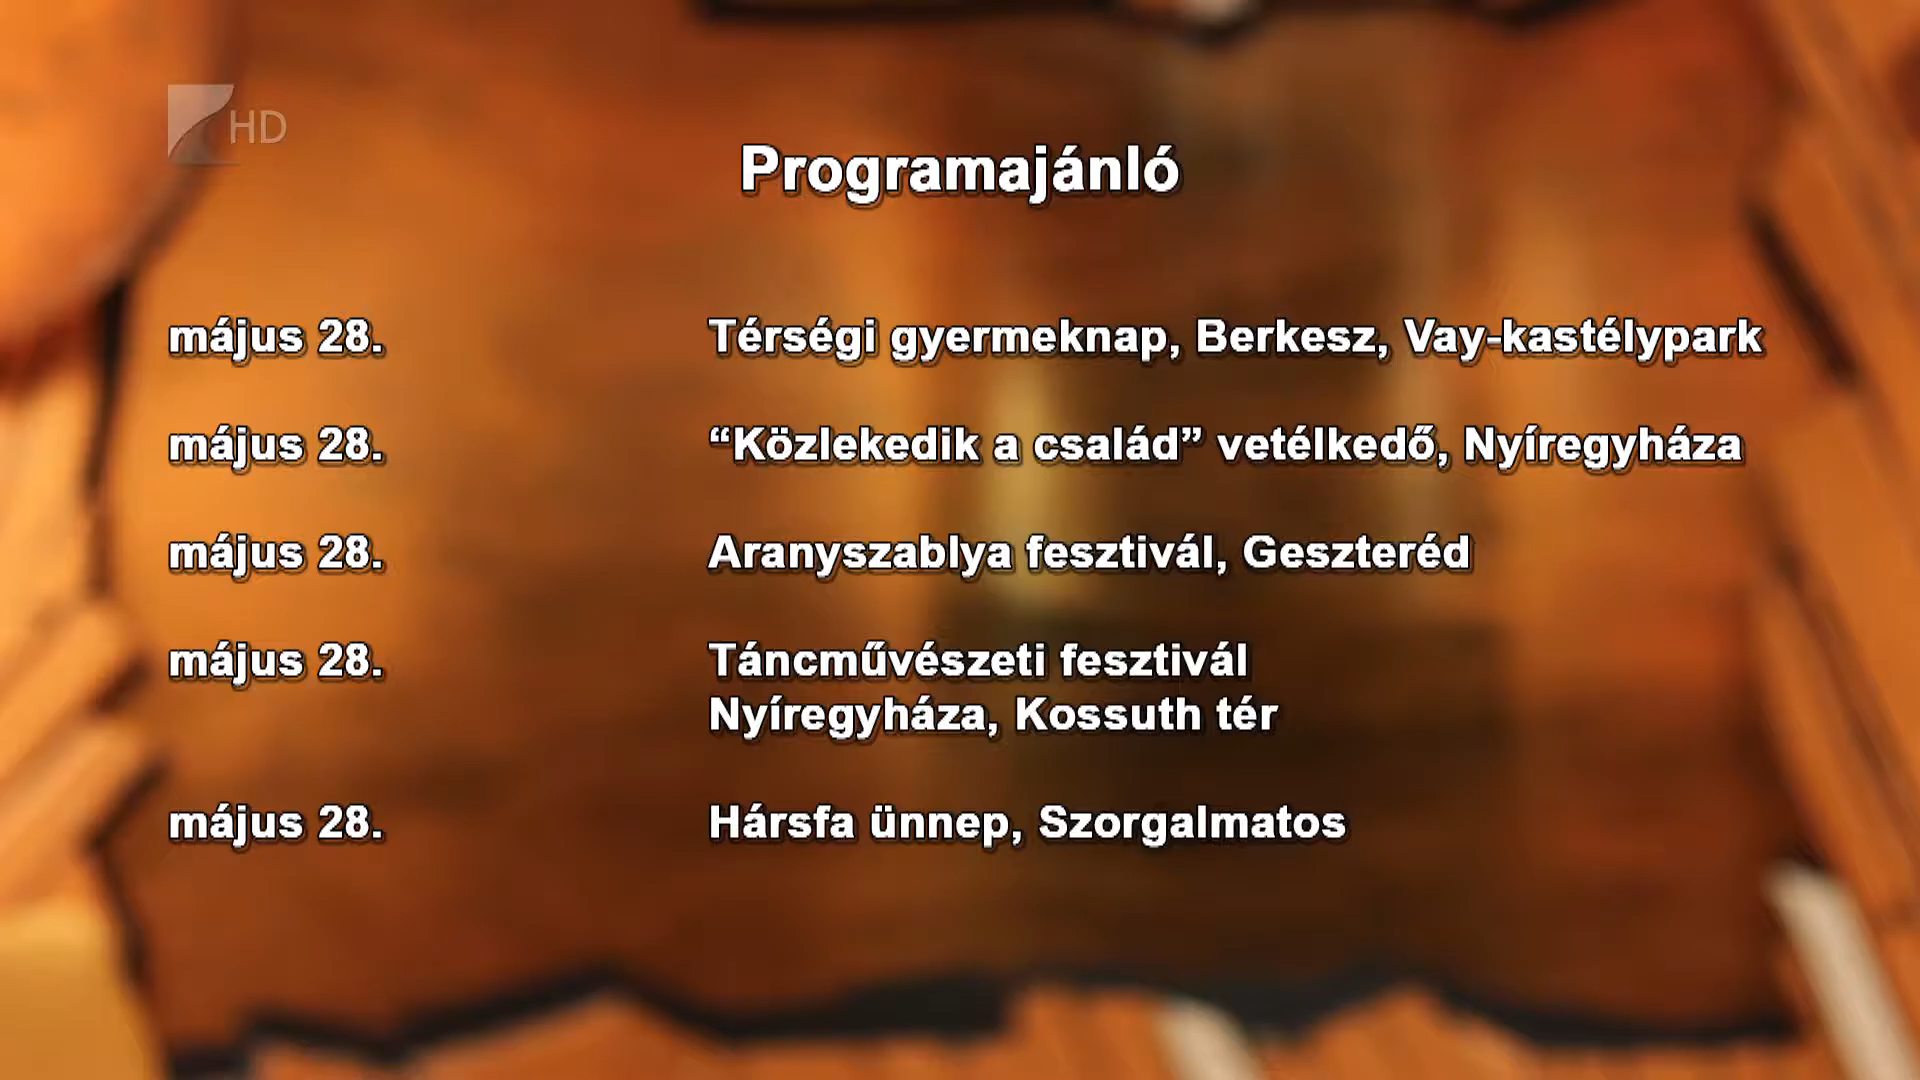 HD
Programajánló
május 28. Térségi gyermeknap, Berkesz, Vay-kastélypark
május 28. “Közlekedik a család” vetélkedő, Nyíregyháza
május 28. Aranyszablya fesztivál, Geszteréd
május 28. Táncművészeti fesztivál
Nyíregyháza, Kossuth tér
május 28. Hársfa ünnep, Szorgalmatos